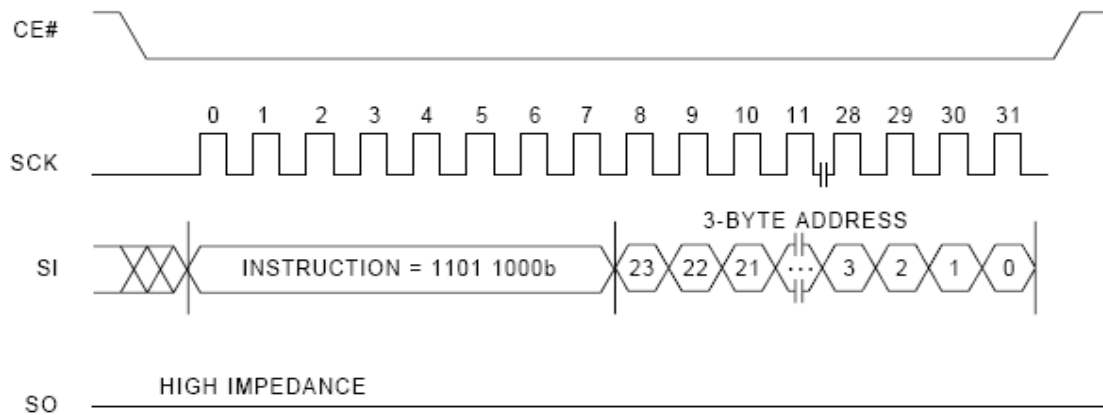 CE#
0 1 2 3 4 5 6 7 8 9 10 11 28 29 30 31
SCK
3-BYTE ADDRESS
SI INSTRUCTION = 1101 1000b 23 22 21 ... 3 2 1 0
HIGH IMPEDANCE
SO